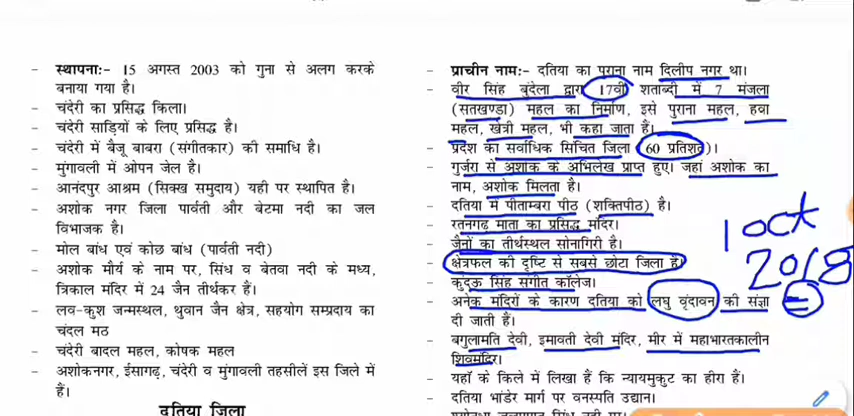 - स्थापनाः- 15 अगस्त 2003 को गुना से अलग करके
बनाया गया है।
- चंदेरी का प्रसिद्ध किला।
- चंदेरी साड़ियों के लिए प्रसिद्ध है।
- चंदेरी में बैजू बाबरा (संगीतकार) की समाधि है।
- मुंगावली में ओपन जेल है।
- आनंदपुर आश्रम (सिक्ख समुदाय) यही पर स्थापित है।
- अशोक नगर जिला पार्वती और बेटमा नदी का जल
विभाजक है।
- मोल बांध एवं कोछ बांध (पार्वती नदी)
- अशोक मौर्य के नाम पर, सिंध व बेतवा नदी के मध्य,
त्रिकाल मंदिर में 24 जैन तीर्थकर हैं।
- लव-कुश जन्मस्थल, थुवान जैन क्षेत्र, सहयोग सम्प्रदाय का
चंदल मठ
- चंदेरी बादल महल, कोषक महल
- अशोकनगर, ईसागढ़, चंदेरी व मुंगावली तहसीलें इस जिले में
हैं।
दतिया जिला
- प्राचीन नामः- दतिया का पुराना नाम दिलीप नगर था।
- वीर सिंह बुंदेला द्वारा 17वीं शताब्दी में 7 मंजला
(सतखण्डा) महल का निर्माण, इसे पुराना महल, हवा
महल, खेत्री महल, भी कहा जाता है।
- प्रदेश का सर्वाधिक सिंचित जिला (60 प्रतिशत)।
- गुर्जरा से अशोक के अभिलेख प्राप्त हुए। जहां अशोक का
नाम, अशोक मिलता है।
- दतिया में पीताम्बरा पीठ (शक्तिपीठ) है।
- रतनगढ़ माता का प्रसिद्ध मंदिर।
- जैनों का तीर्थस्थल सोनागिरी है।
- क्षेत्रफल की दृष्टि से सबसे छोटा जिला है।
- कुदऊ सिंह संगीत कॉलेज।
- अनेक मंदिरों के कारण दतिया को लघु वृंदावन की संज्ञा
दी जाती है।
- बगुलामति देवी, इमावती देवी मंदिर, मीर में महाभारतकालीन
शिवमंदिर।
- यहाँ के किले में लिखा हैं कि न्यायमुकुट का हीरा हैं।
- दतिया भांडेर मार्ग पर वनस्पति उद्यान।
1 oct
2018